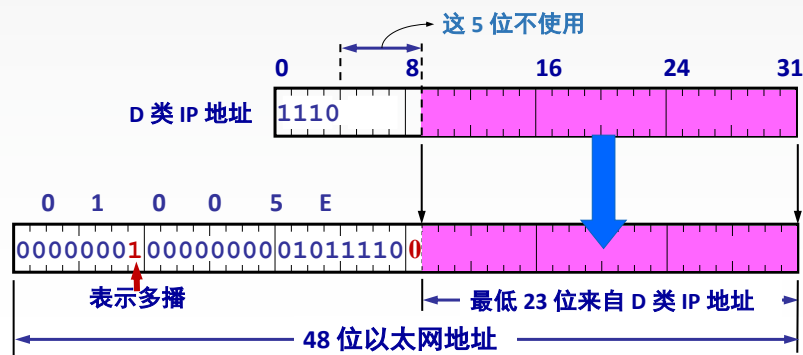 这 5 位不使用
0 8 16 24 31
D 类 IP 地址
1110
0 1 0 0 5 E
0000000100000000010111100
表示多播
最低 23 位来自 D 类 IP 地址
48 位以太网地址